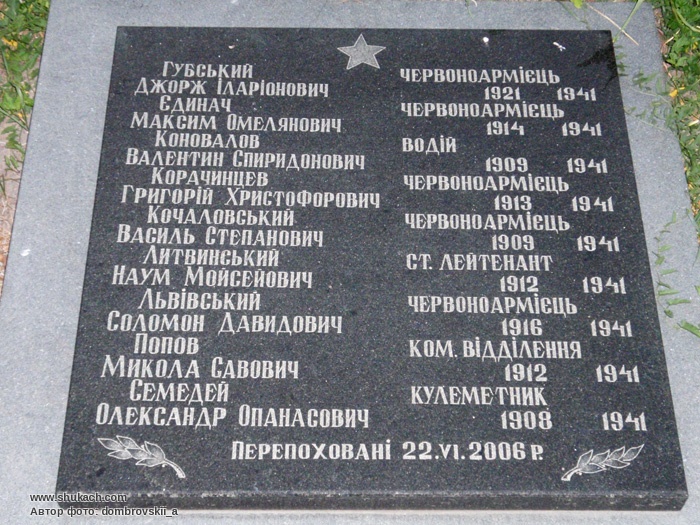 Губський ЧЕРВОНОАРМІЄЦЬ
Джорж Іларіонович 1921 1941
Єдинач ЧЕРВОНОАРМІЄЦЬ
Максим Омелянович 1914 1941
Коновалов ВОДІЙ
Валентин Спиридонович 1909 1941
Корачинцев ЧЕРВОНОАРМІЄЦЬ
Григорій Христофорович 1913 1941
Кочаловський ЧЕРВОНОАРМІЄЦЬ
Василь Степанович 1909 1941
Литвинський СТ. ЛЕЙТЕНАНТ
Наум Мойсейович 1912 1941
Львівський ЧЕРВОНОАРМІЄЦЬ
Соломон Давидович 1916 1941
Попов КОМ. ВІДДІЛЕННЯ
Микола Савович 1912 1941
Семедей КУЛЕМЕТНИК
Олександр Опанасович 1908 1941
Перепоховані 22.VI.2006 р.
www.shukach.com
Автор фото: dombrovskii_a